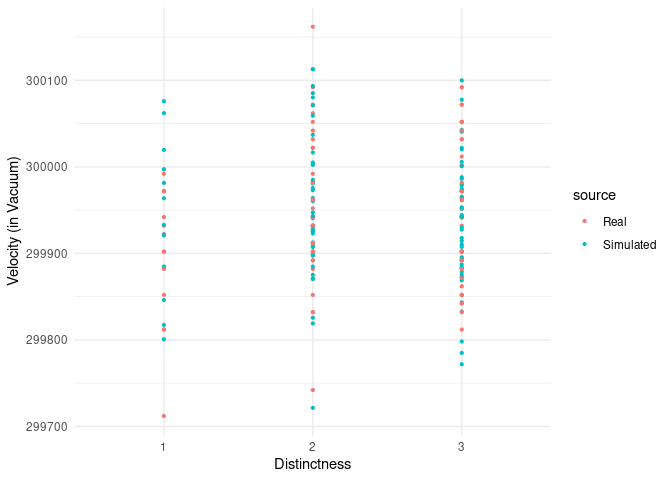 300100
300000
299900
299800
299700
Velocity (in Vacuum)
1 2 3
Distinctness
source
Real
Simulated